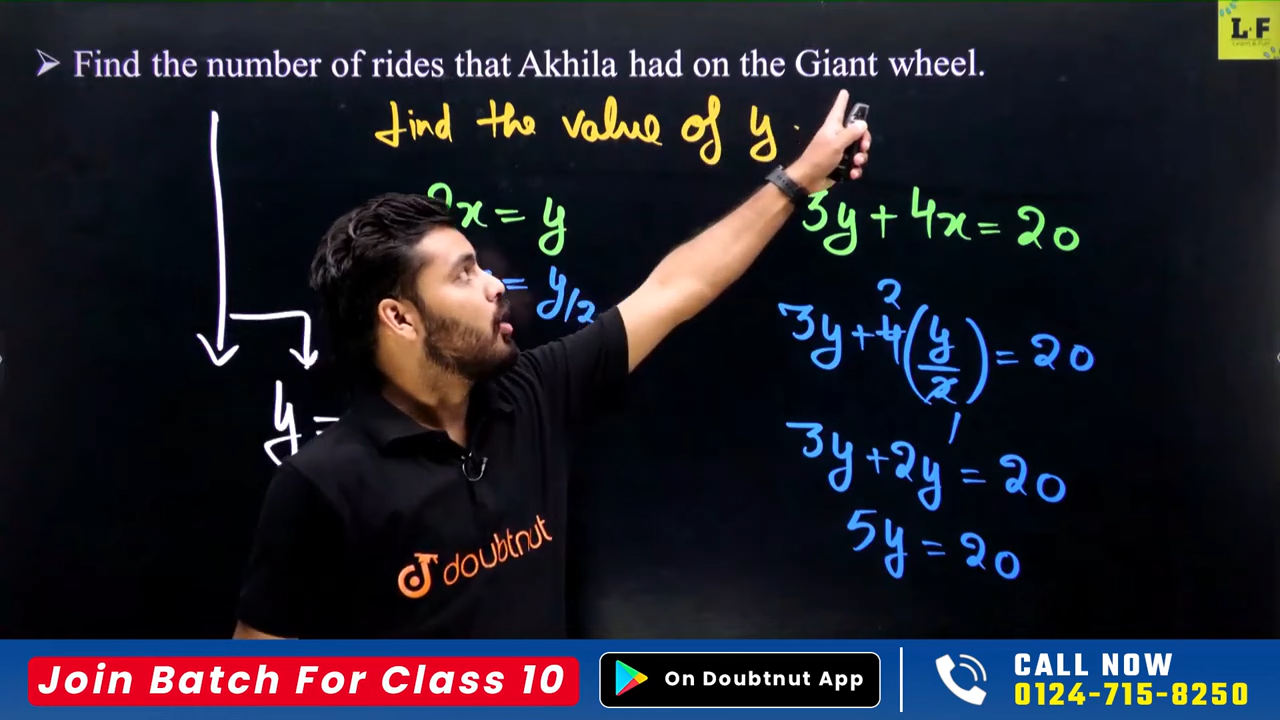 ➤ Find the number of rides that Akhila had on the Giant wheel.
find the value of y.
x = y
= y/2
y =
3y + 4x = 20
3y + 4(y/2) = 20
2
1
3y + 2y = 20
5y = 20
doubtnut
L&F
Learn & Fun
Join Batch For Class 10
On Doubtnut App
CALL NOW
0124-715-8250